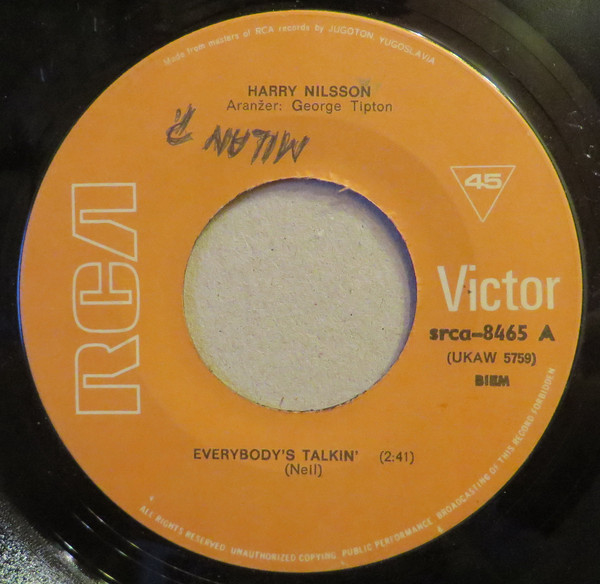 Made from masters of RCA records by JUGOTON, YUGOSLAVIA
HARRY NILSSON
Aranžer: George Tipton
MILAN P.
45
RCA
Victor
srca-8465 A
(UKAW 5759)
BIEM
EVERYBODY'S TALKIN' (2:41)
(Neil)
ALL RIGHTS RESERVED. UNAUTHORIZED COPYING PUBLIC PERFORMANCE BROADCASTING OF THIS RECORD FORBIDDEN